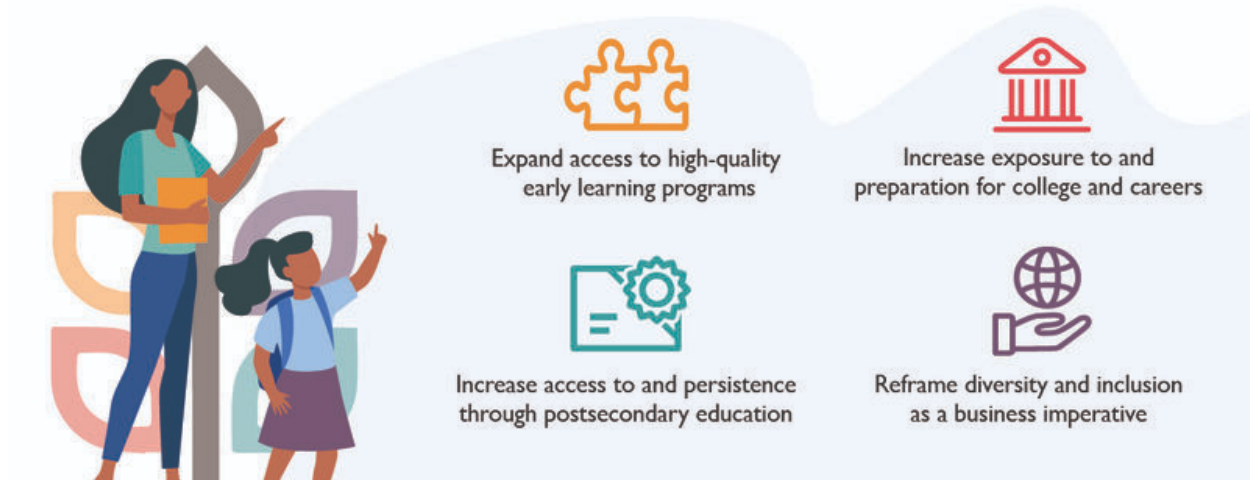 Expand access to high-quality
early learning programs
Increase exposure to and
preparation for college and careers
Increase access to and persistence
through postsecondary education
Reframe diversity and inclusion
as a business imperative